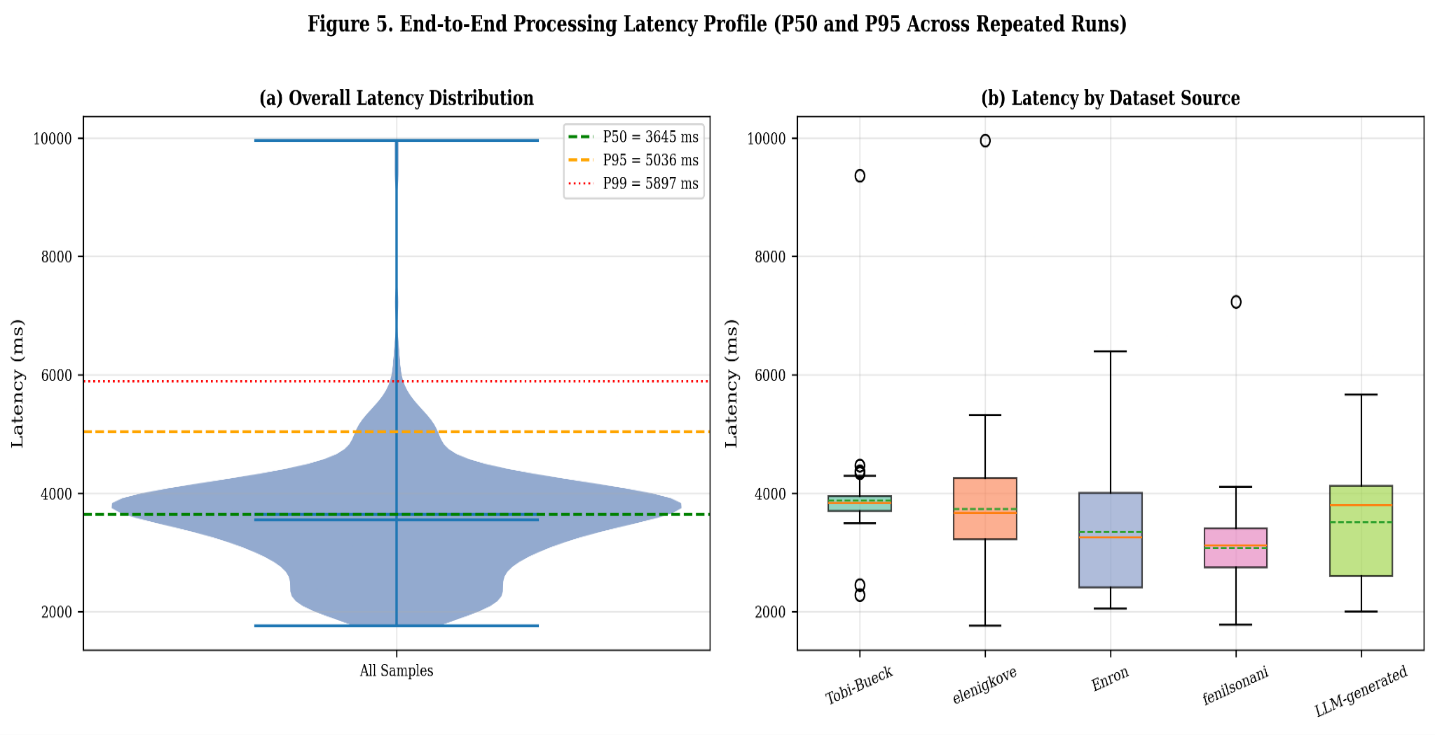 Figure 5. End-to-End Processing Latency Profile (P50 and P95 Across Repeated Runs)
(a) Overall Latency Distribution
P50 = 3645 ms
P95 = 5036 ms
P99 = 5897 ms
Latency (ms)
10000
8000
6000
4000
2000
All Samples
(b) Latency by Dataset Source
Latency (ms)
10000
8000
6000
4000
2000
Tobi-Bueck
elenigkove
Enron
fenilsonani
LLM-generated